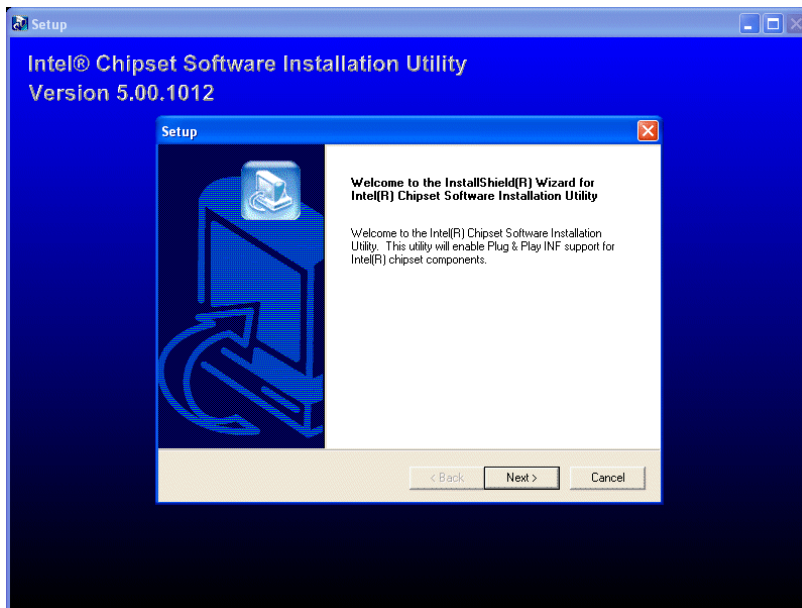 Setup
Intel® Chipset Software Installation Utility
Version 5.00.1012
Setup
Welcome to the InstallShield(R) Wizard for
Intel(R) Chipset Software Installation Utility
Welcome to the Intel(R) Chipset Software Installation
Utility. This utility will enable Plug & Play INF support for
Intel(R) chipset components.
< Back
Next >
Cancel